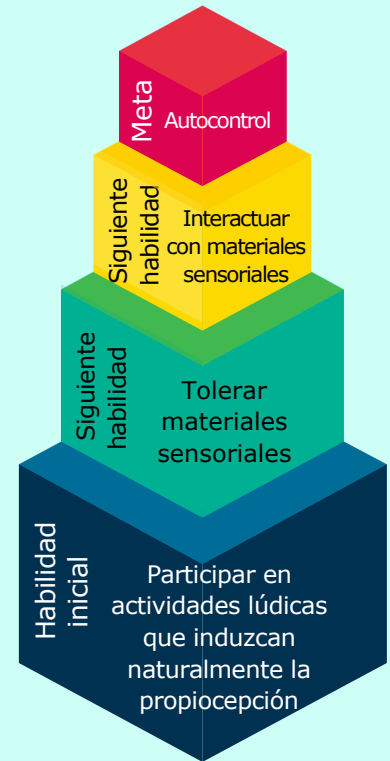 Meta
Autocontrol
Siguiente
habilidad
Interactuar
con materiales
sensoriales
Siguiente
habilidad
Tolerar
materiales
sensoriales
Habilidad
inicial
Participar en
actividades lúdicas
que induzcan
naturalmente la
propiocepción